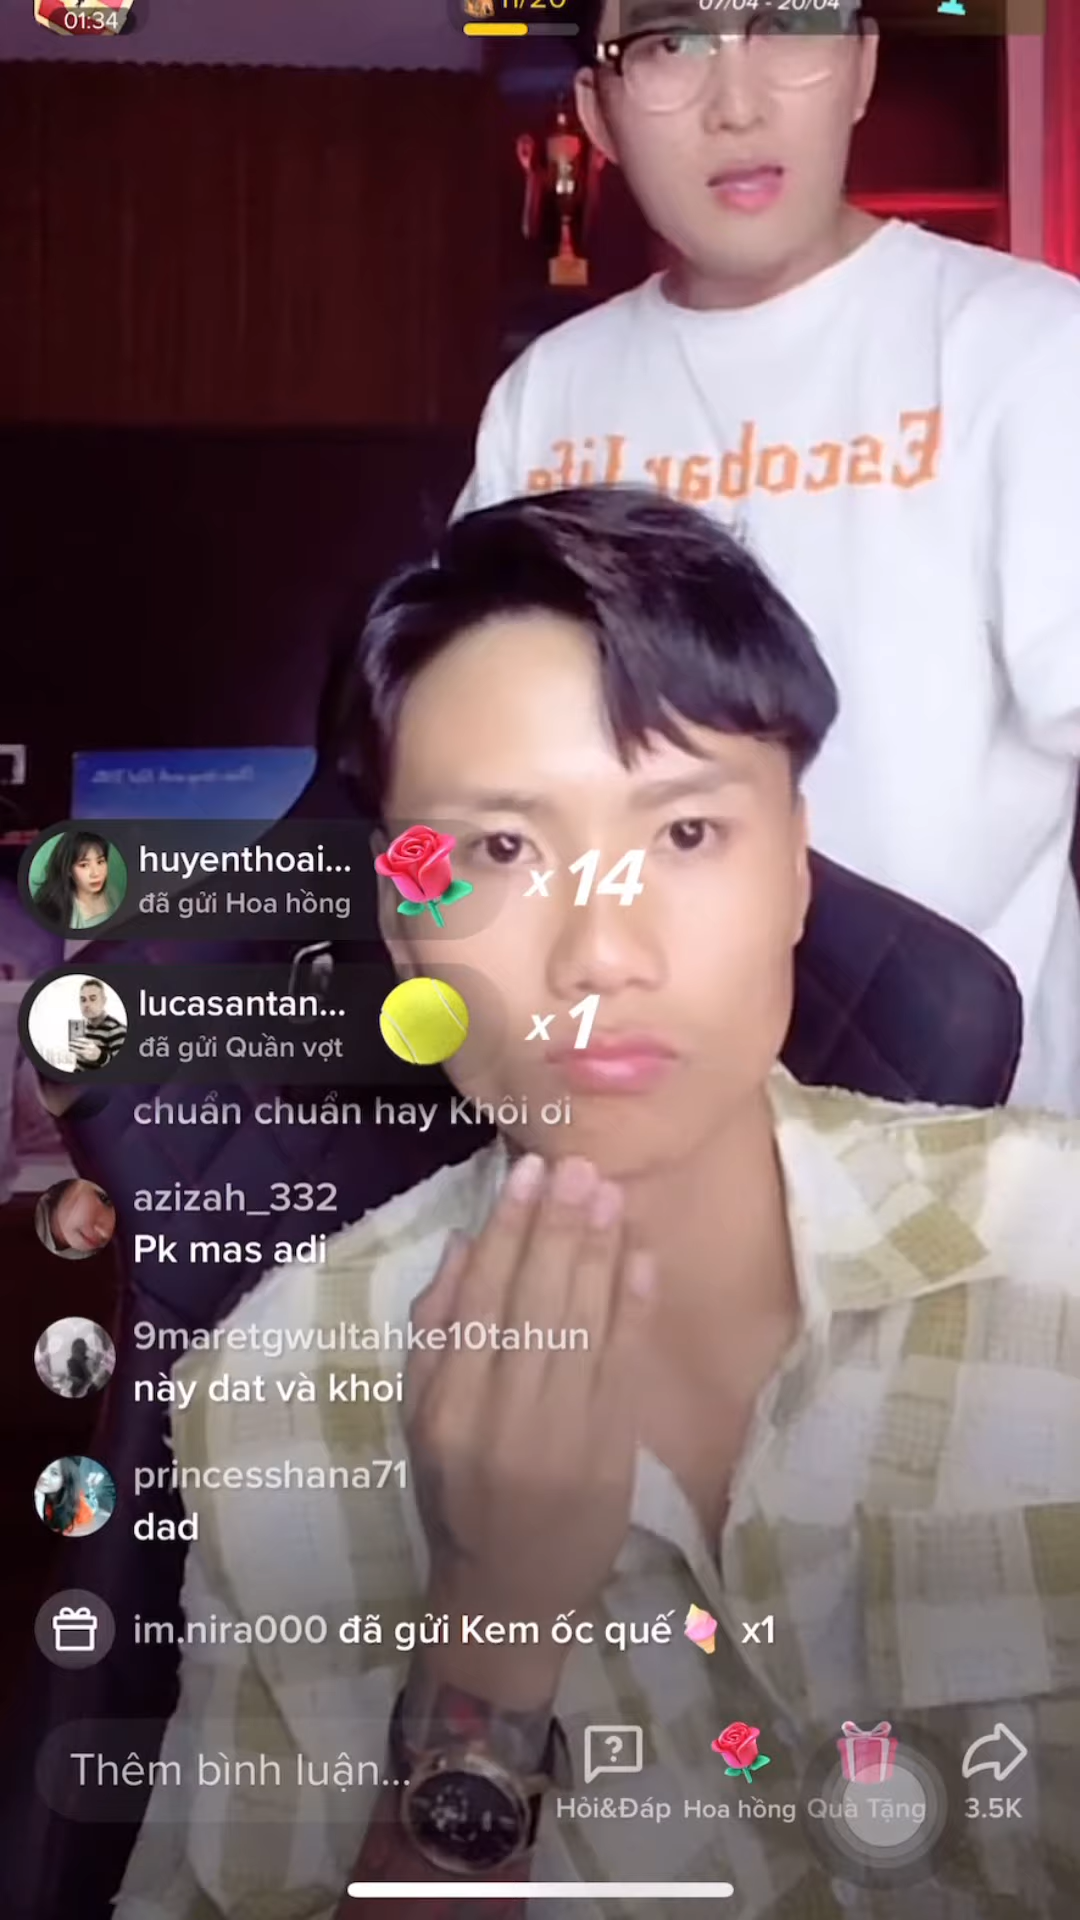 01:34
11/20
07/04 - 20/04
Escobar life
huyenthoai...
đã gửi Hoa hồng
x 14
lucasantan...
đã gửi Quần vợt
x 1
chuẩn chuẩn hay Khôi ơi
azizah_332
Pk mas adi
9maretgwultahke10tahun
này dat và khoi
princesshana71
dad
im.nira000 đã gửi Kem ốc quế x1
Thêm bình luận...
Hỏi&Đáp
Hoa hồng
Quà Tặng
3.5K